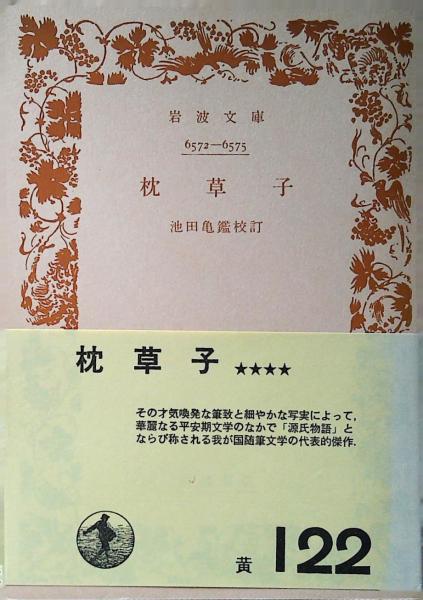 岩波文庫
6572—6575
枕草子
池田亀鑑校訂
枕草子 ★★★★
その才気喚発な筆致と細やかな写実によって,
華麗なる平安期文学のなかで「源氏物語」と
ならび称される我が国随筆文学の代表的傑作.
黄 122